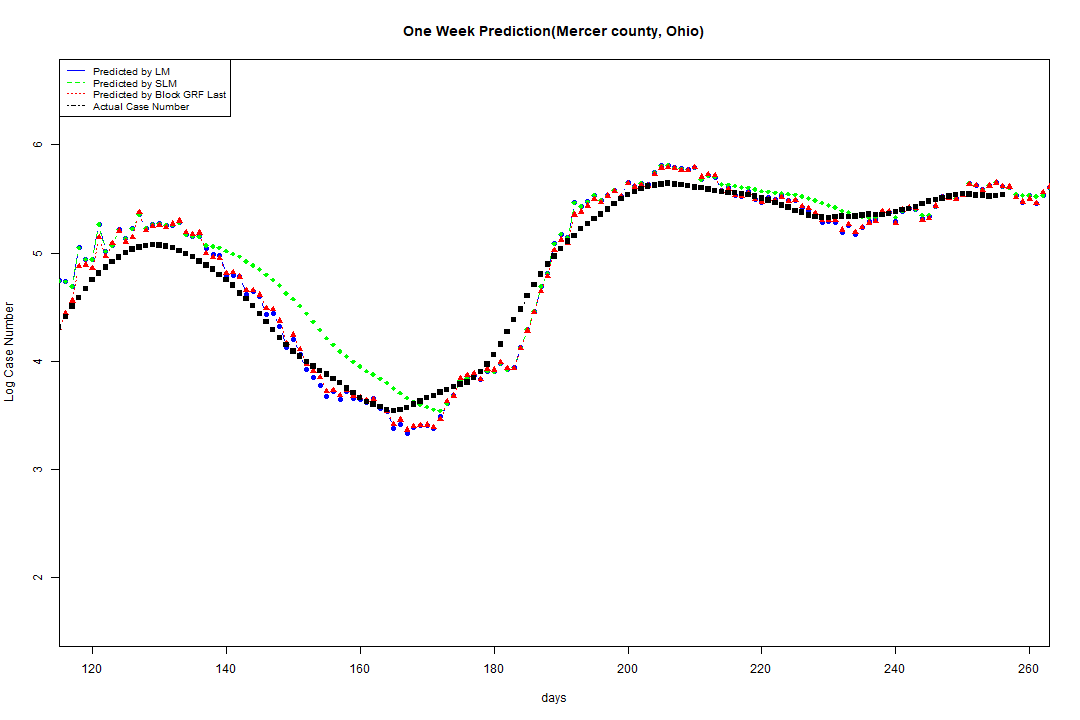 One Week Prediction(Mercer county, Ohio)
Predicted by LM
Predicted by SLM
Predicted by Block GRF Last
Actual Case Number
6
5
4
3
2
Log Case Number
120 140 160 180 200 220 240 260
days